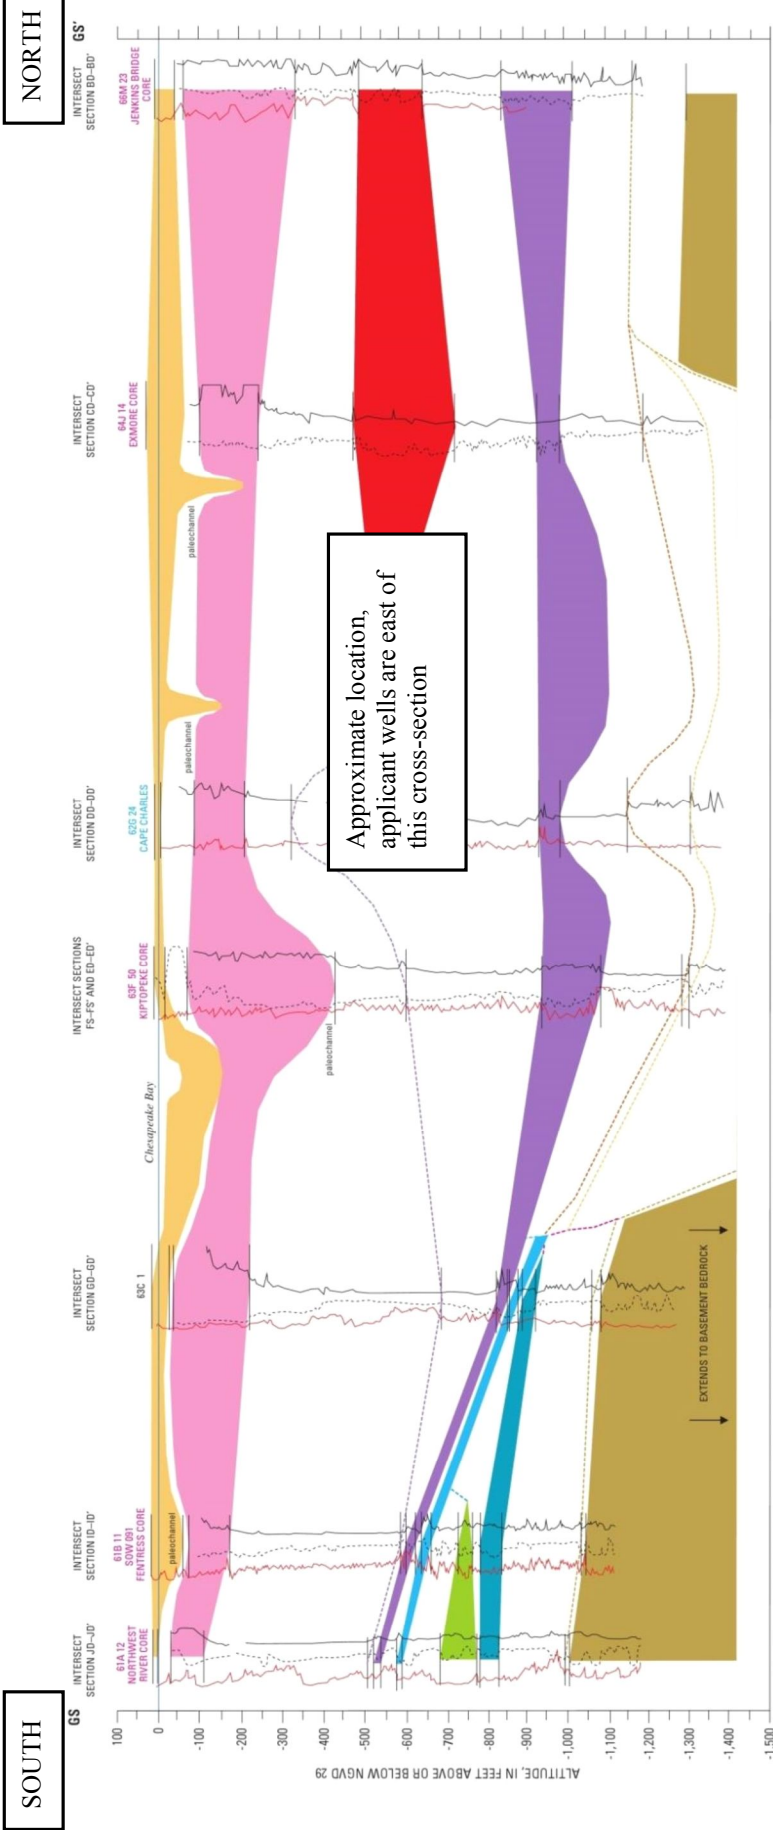 SOUTH
NORTH
GS
GS'
INTERSECT
SECTION JD–JD'
61A 12
NORTHWEST
RIVER CORE
INTERSECT
SECTION ID–ID'
61B 11
SOW 091
FENTRESS CORE
INTERSECT
SECTION GD–GD'
63C 1
INTERSECT SECTIONS
FS–FS' AND ED–ED'
63F 50
KIPTOPEKE CORE
INTERSECT
SECTION DD–DD'
62G 24
CAPE CHARLES
INTERSECT
SECTION CD–CD'
64J 14
EXMORE CORE
INTERSECT
SECTION BD–BD'
66M 23
JENKINS BRIDGE
CORE
Chesapeake Bay
paleochannel
paleochannel
paleochannel
paleochannel
Approximate location,
applicant wells are east of
this cross-section
EXTENDS TO BASEMENT BEDROCK
ALTITUDE, IN FEET ABOVE OR BELOW NGVD 29
100
0
-100
-200
-300
-400
-500
-600
-700
-800
-900
-1,000
-1,100
-1,200
-1,300
-1,400
-1,500